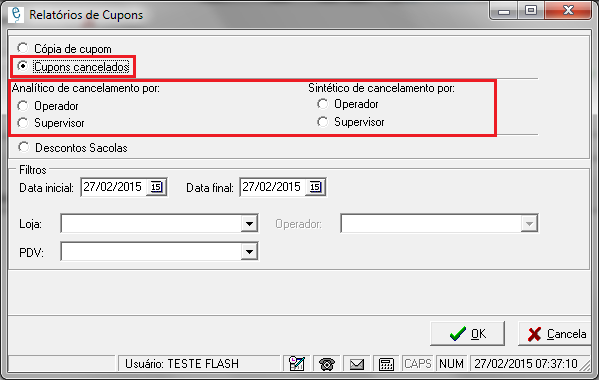 Relatórios de Cupons
Cópia de cupom
Cupons cancelados
Analítico de cancelamento por: Sintético de cancelamento por:
Operador Operador
Supervisor Supervisor
Descontos Sacolas
Filtros
Data inicial: 27/02/2015 15 Data final: 27/02/2015 15
Loja: Operador:
PDV:
OK Cancela
Usuário: TESTE FLASH CAPS NUM 27/02/2015 07:37:10